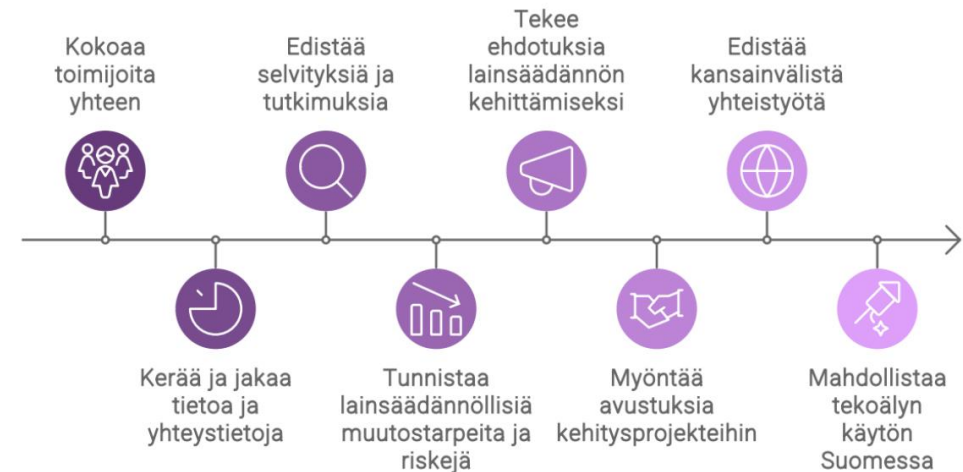 Kokoaa
toimijoita
yhteen
Edistää
selvityksiä ja
tutkimuksia
Tekee
ehdotuksia
lainsäädännön
kehittämiseksi
Edistää
kansainvälistä
yhteistyötä
Kerää ja jakaa
tietoa ja
yhteystietoja
Tunnistaa
lainsäädännöllisiä
muutostarpeita ja
riskejä
Myöntää
avustuksia
kehitysprojekteihin
Mahdollistaa
tekoälyn
käytön
Suomessa